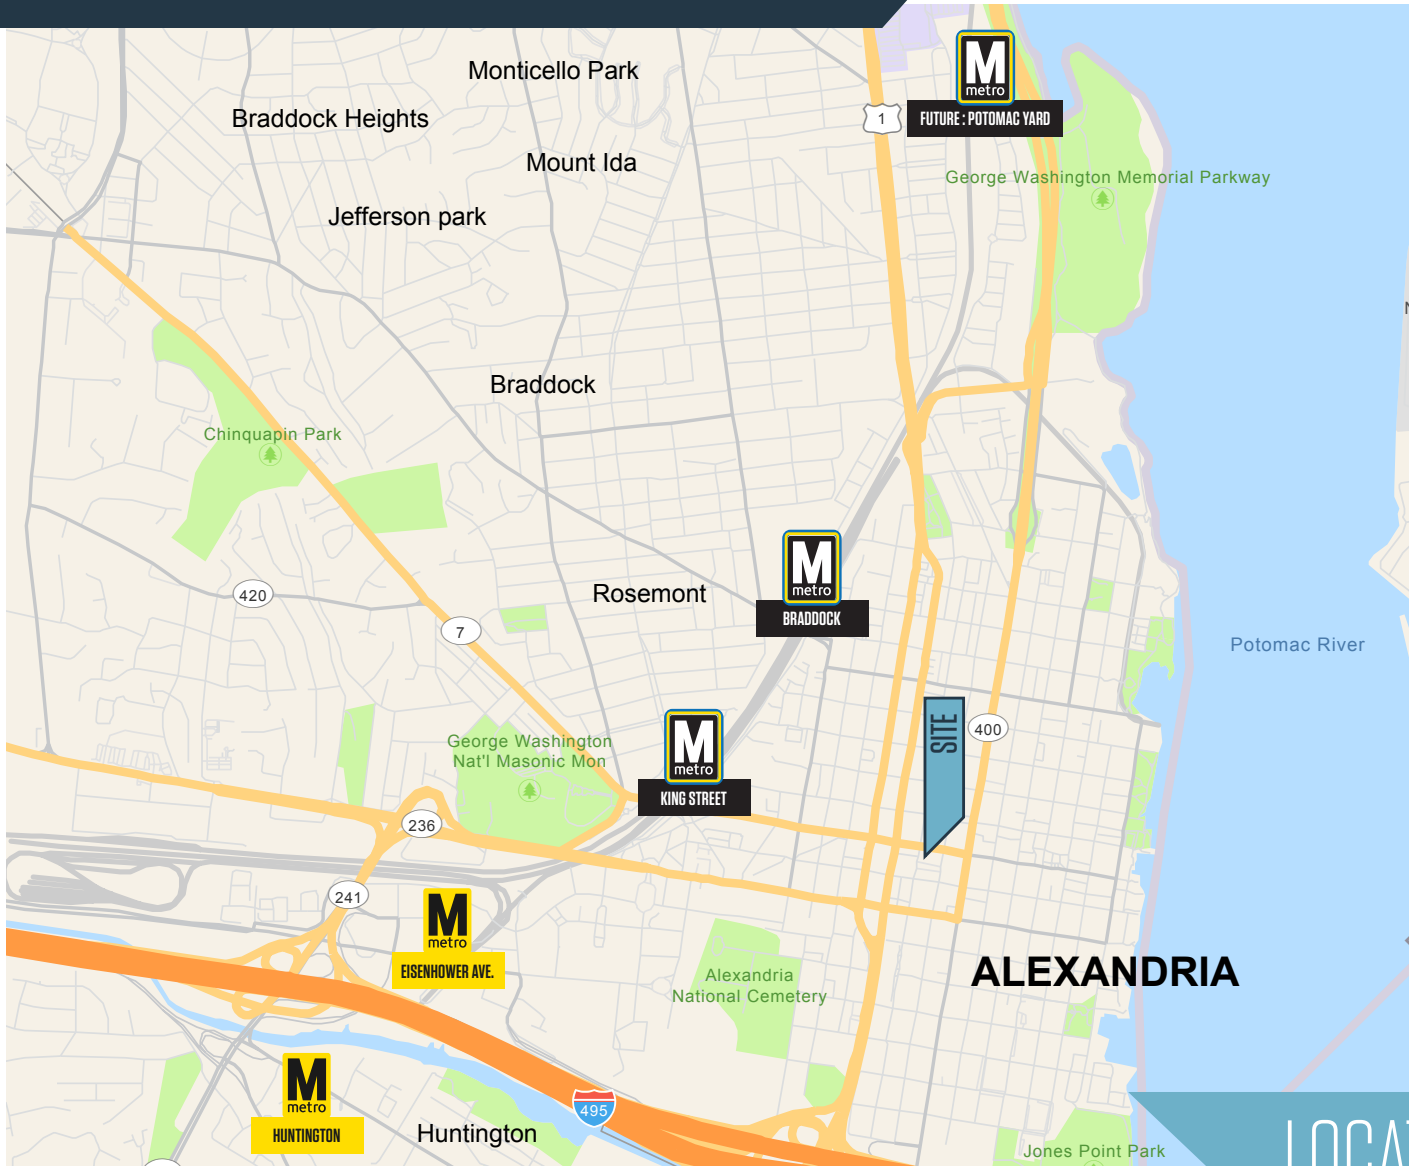 Monticello Park
M
metro
FUTURE : POTOMAC YARD
1
Braddock Heights
Mount Ida
George Washington Memorial Parkway
Jefferson park
Braddock
Chinquapin Park
M
metro
BRADDOCK
420
Rosemont
7
Potomac River
SITE
400
M
metro
KING STREET
George Washington
Nat'l Masonic Mon
236
241
M
metro
EISENHOWER AVE.
Alexandria
National Cemetery
ALEXANDRIA
M
metro
HUNTINGTON
Huntington
495
Jones Point Park